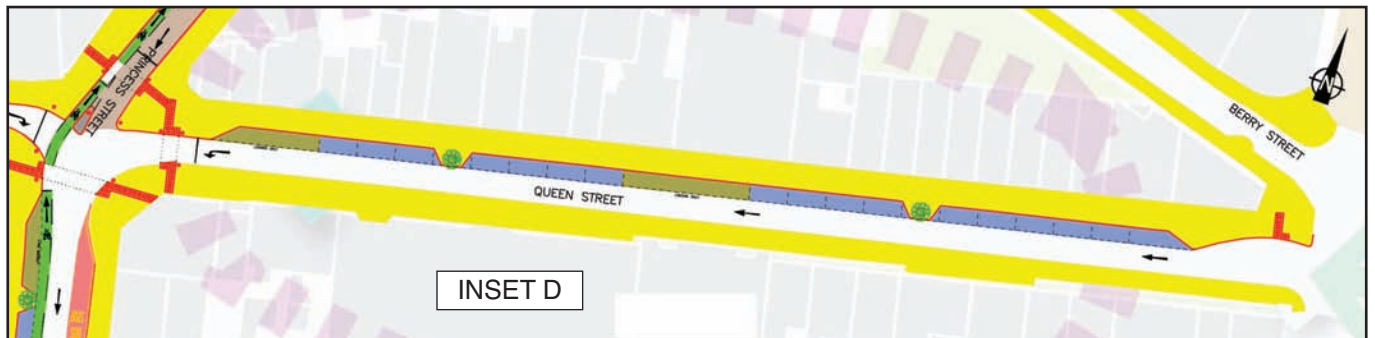 PRINCESS STREET
BERRY STREET
N
QUEEN STREET
INSET D